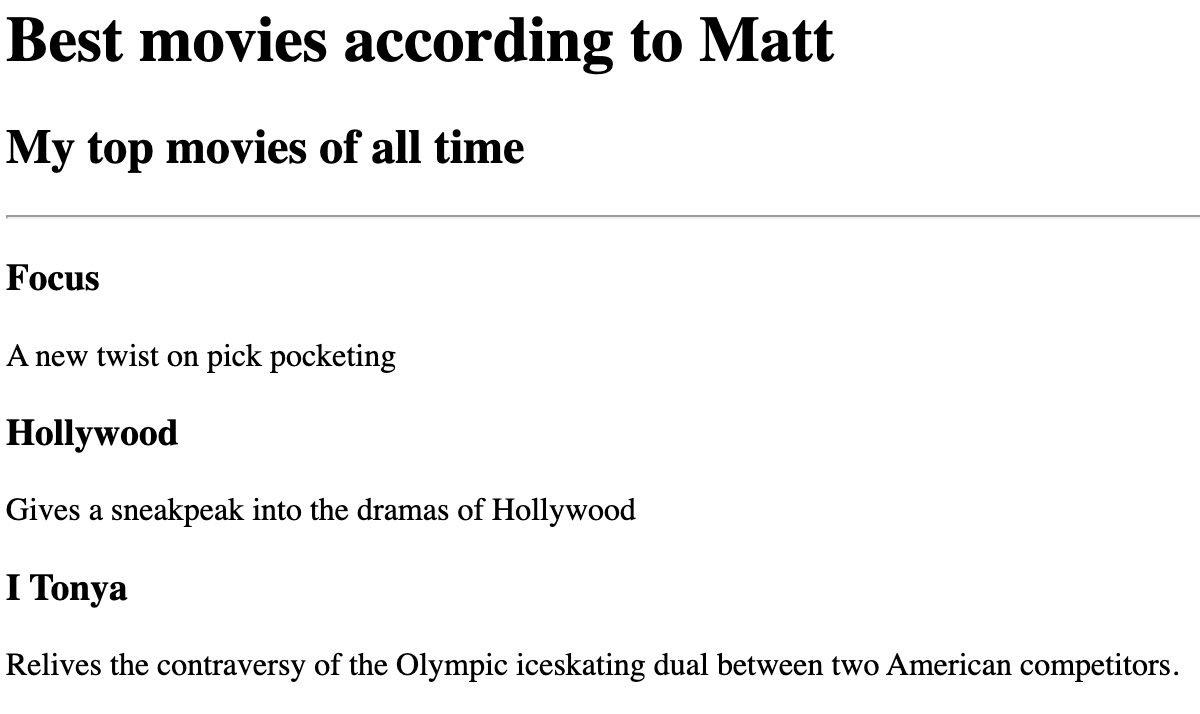 Best movies according to Matt
My top movies of all time
Focus
A new twist on pick pocketing
Hollywood
Gives a sneakpeak into the dramas of Hollywood
I Tonya
Relives the contraversy of the Olympic iceskating dual between two American competitors.